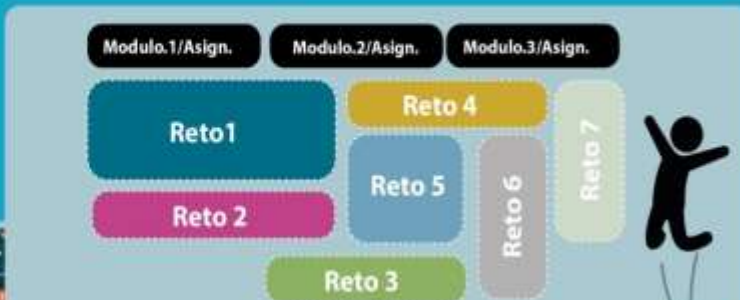 Modulo.1/Asign.
Modulo.2/Asign.
Modulo.3/Asign.
Reto1
Reto 4
Reto 7
Reto 5
Reto 6
Reto 2
Reto 3